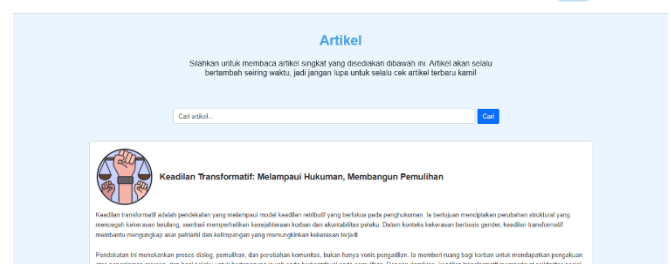 Artikel
Silahkan untuk membaca artikel singkat yang disediakan dibawah ini. Artikel akan selalu
bertambah seiring waktu, jadi jangan lupa untuk selalu cek artikel terbaru kami!
Cari artikel...
Cari
Keadilan Transformatif: Melampaui Hukuman, Membangun Pemulihan
Keadilan transformatif adalah pendekatan yang melampaui model keadilan retributif yang berfokus pada penghukuman. Ia bertujuan menciptakan perubahan struktural yang
mencegah kekerasan terulang, sembari memperhatikan kesejahteraan korban dan akuntabilitas pelaku. Dalam konteks kekerasan berbasis gender, keadilan transformatif
membantu mengungkap akar patriarki dan ketimpangan yang memungkinkan kekerasan terjadi.
Pendekatan ini menekankan proses dialog, pemulihan, dan perubahan komunitas, bukan hanya vonis pengadilan. Ia memberi ruang bagi korban untuk mendapatkan pengakuan